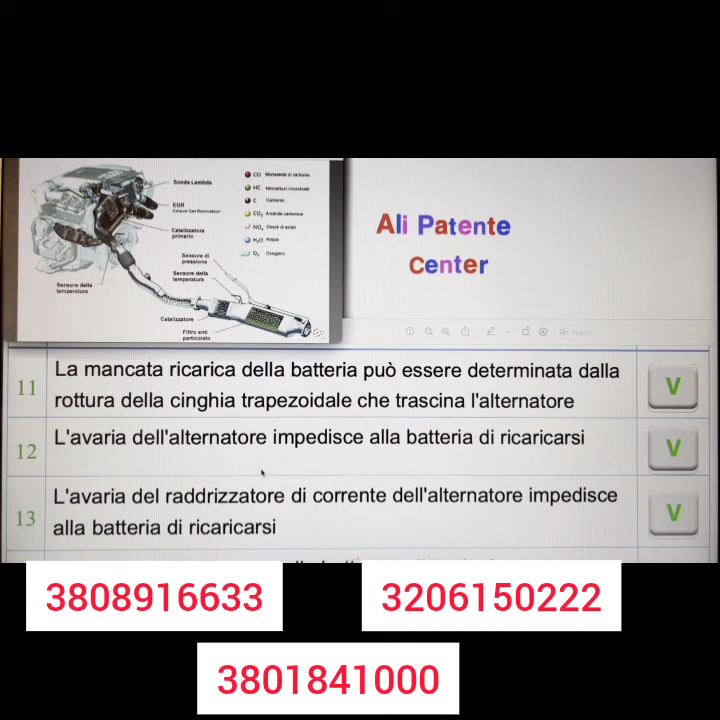 Sonda Lambda
EGR
Exhaust Gas Recirculation
Catalizzatore
primario
Sensore di
pressione
Sensore della
temperatura
Sensore della
temperatura
Catalizzatore
Filtro anti
particolato
CO Monossido di carbonio
HC Idrocarburi incombusti
C Carbonio
CO₂ Anidride carbonica
NOₓ Ossidi di azoto
H₂O Acqua
O₂ Ossigeno
Ali Patente
Center
Search
11 La mancata ricarica della batteria può essere determinata dalla
rottura della cinghia trapezoidale che trascina l'alternatore V
12 L'avaria dell'alternatore impedisce alla batteria di ricaricarsi V
13 L'avaria del raddrizzatore di corrente dell'alternatore impedisce
alla batteria di ricaricarsi V
3808916633 3206150222
3801841000